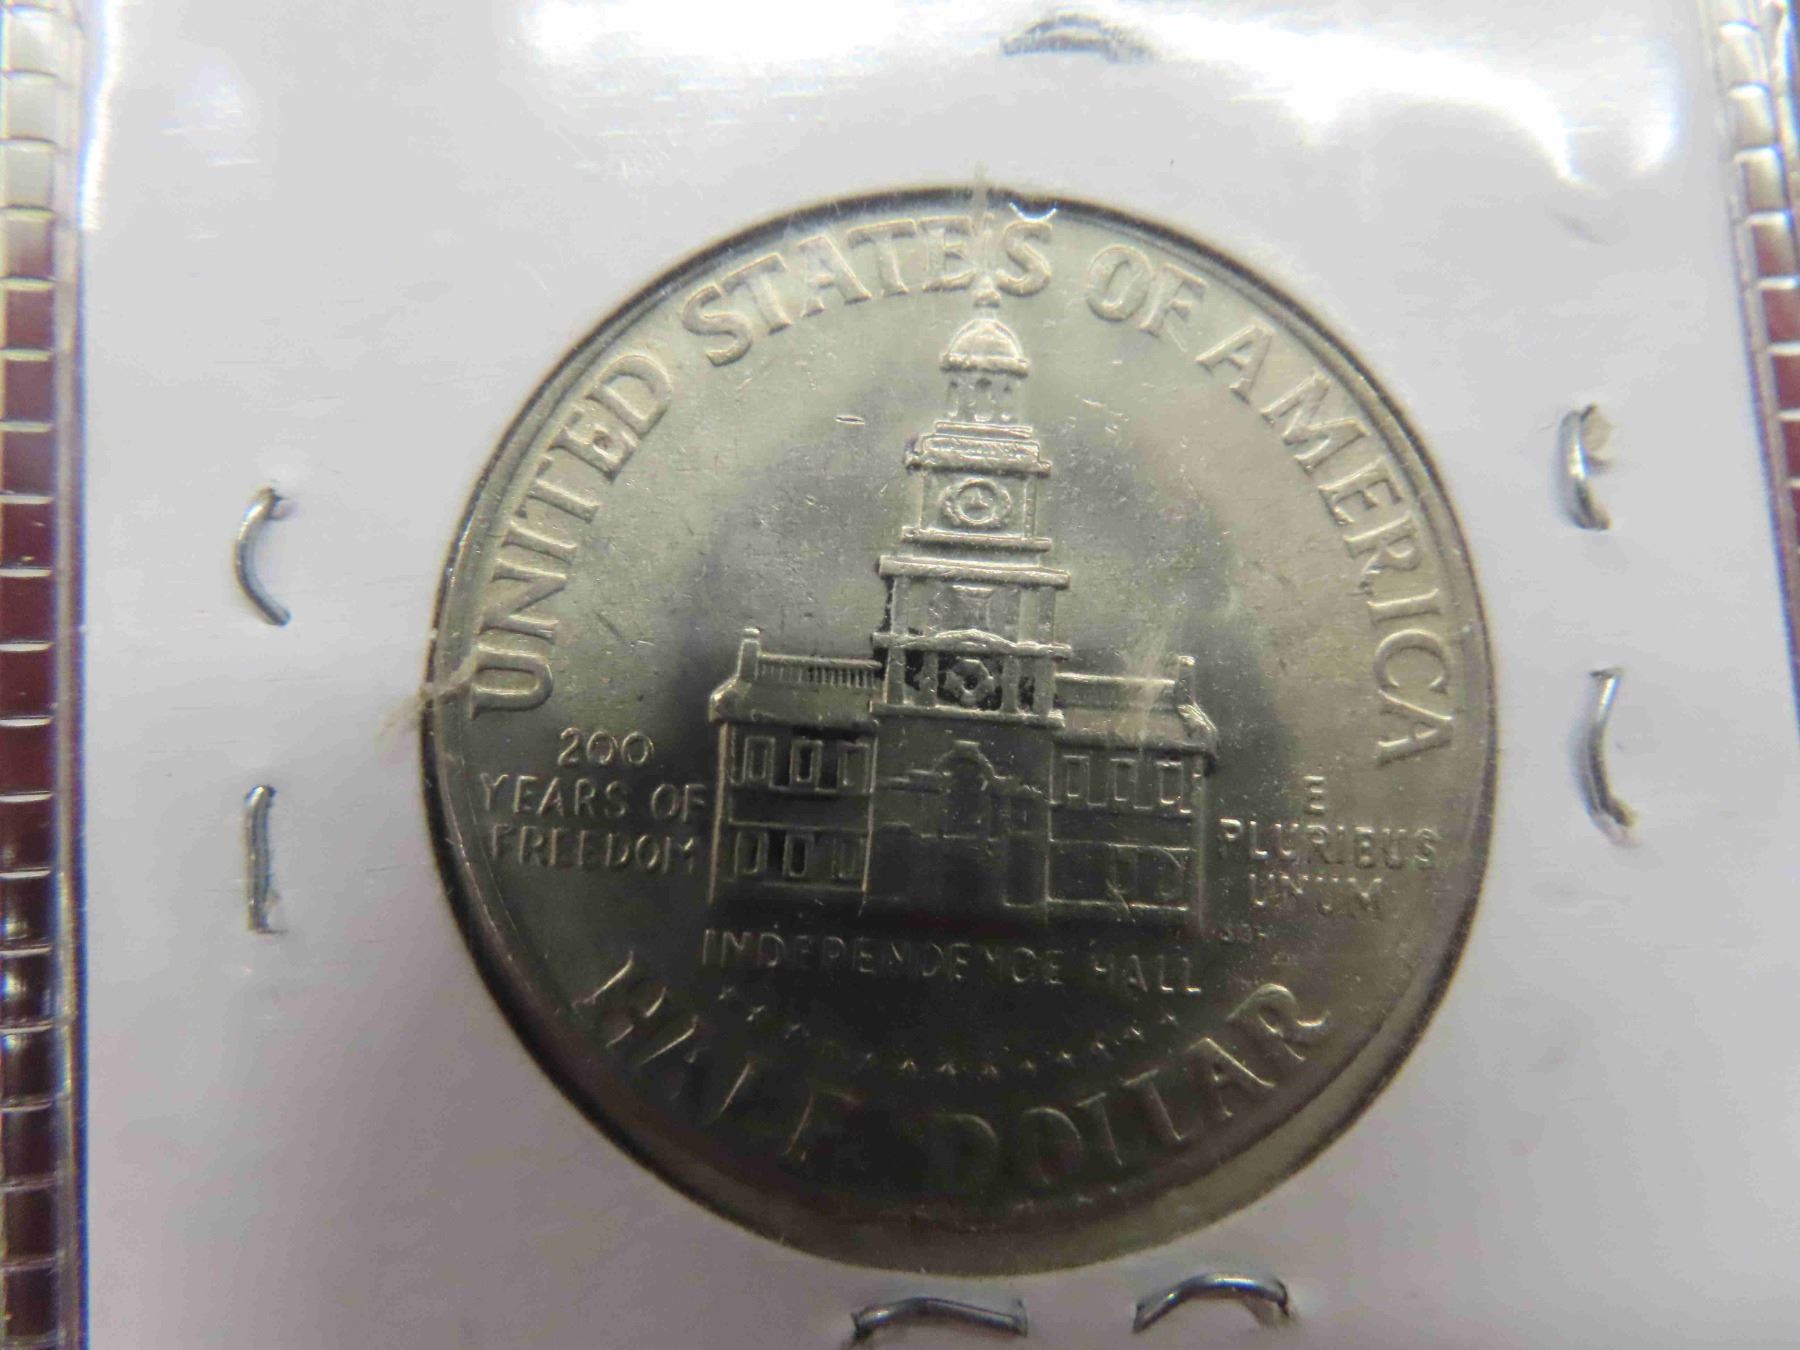 UNITED STATES OF AMERICA
200
YEARS OF
FREEDOM
E
PLURIBUS
UNUM
INDEPENDENCE HALL
HALF DOLLAR